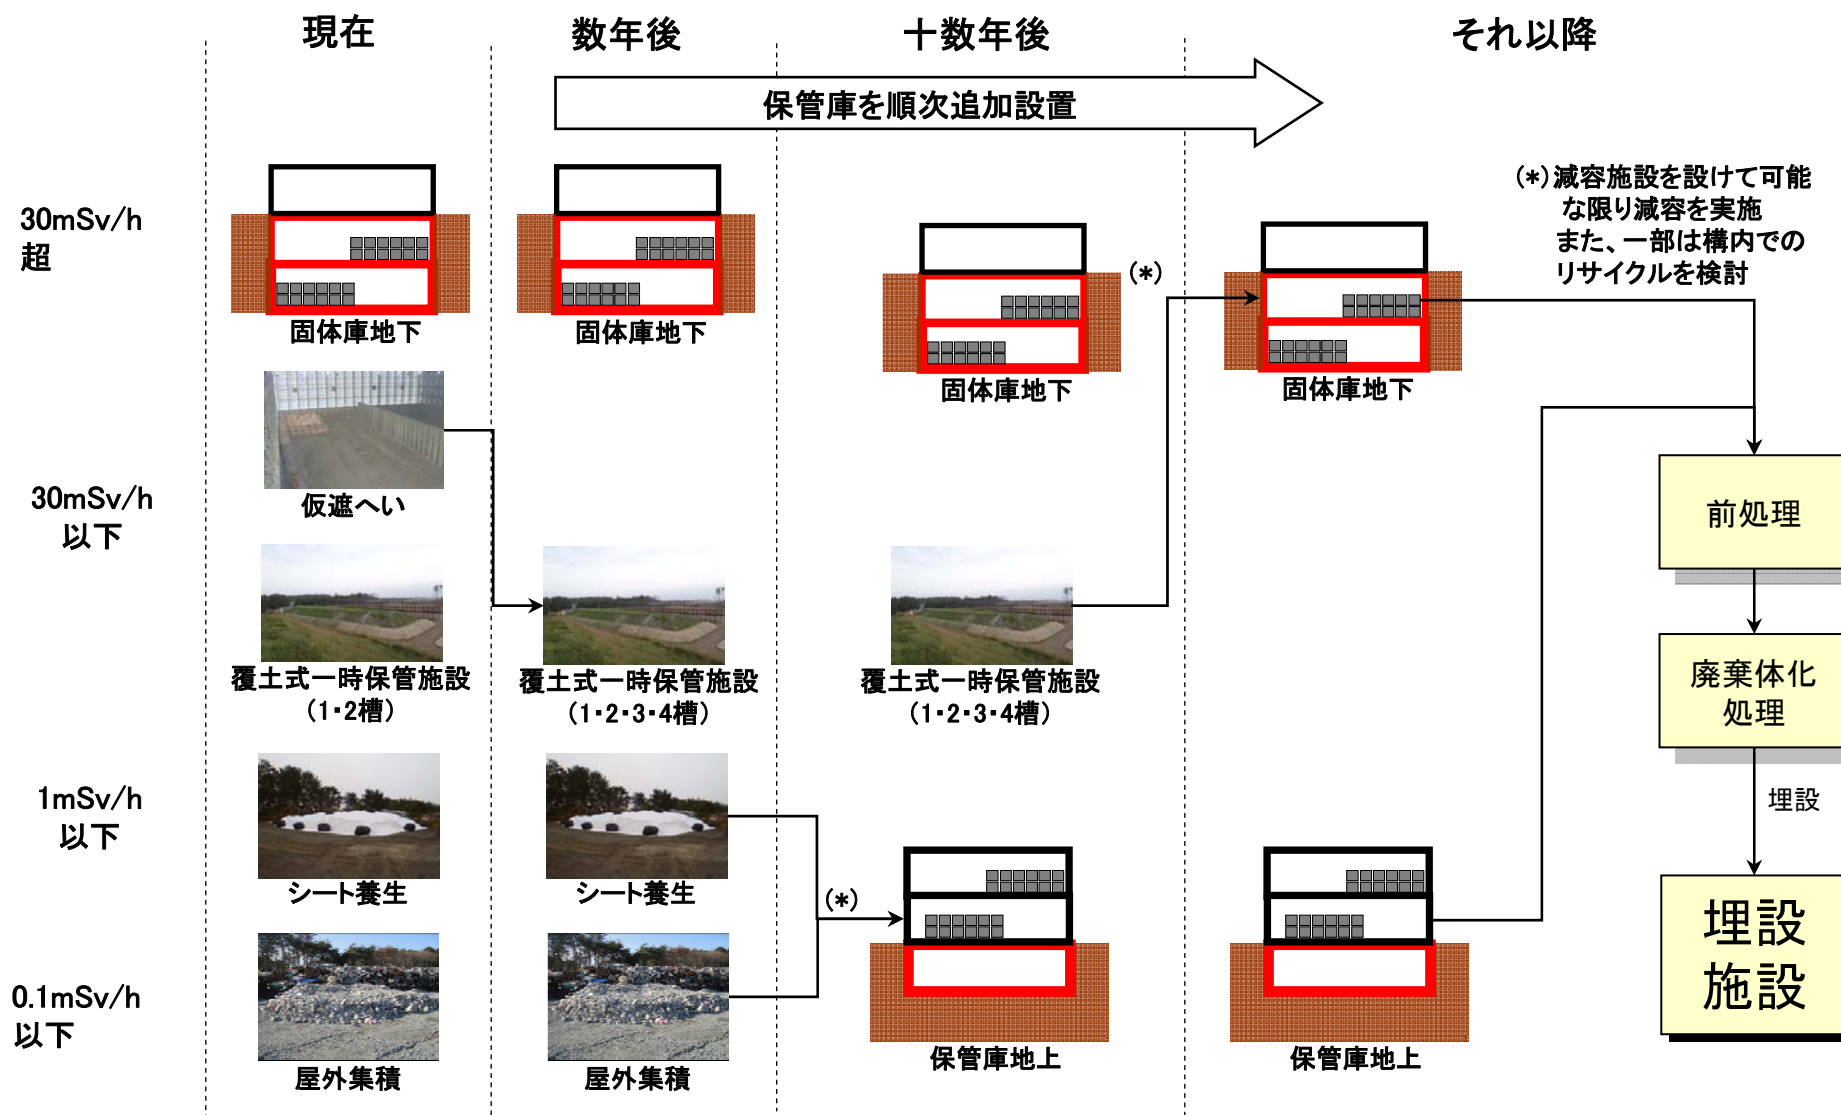 現在
数年後
十数年後
それ以降
保管庫を順次追加設置
30mSv/h
超
固体庫地下
固体庫地下
固体庫地下
固体庫地下
(*)
(*)減容施設を設けて可能
な限り減容を実施
また、一部は構内での
リサイクルを検討
30mSv/h
以下
仮遮へい
覆土式一時保管施設
(1・2槽)
覆土式一時保管施設
(1・2・3・4槽)
覆土式一時保管施設
(1・2・3・4槽)
前処理
廃棄体化
処理
埋設
埋設
施設
1mSv/h
以下
シート養生
シート養生
(*)
0.1mSv/h
以下
屋外集積
屋外集積
保管庫地上
保管庫地上